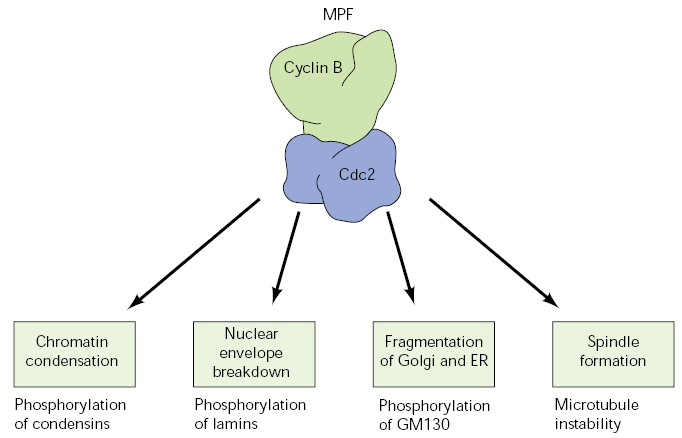 MPF
Cyclin B
Cdc2
Chromatin
condensation
Phosphorylation
of condensins
Nuclear
envelope
breakdown
Phosphorylation
of lamins
Fragmentation
of Golgi and ER
Phosphorylation
of GM130
Spindle
formation
Microtubule
instability